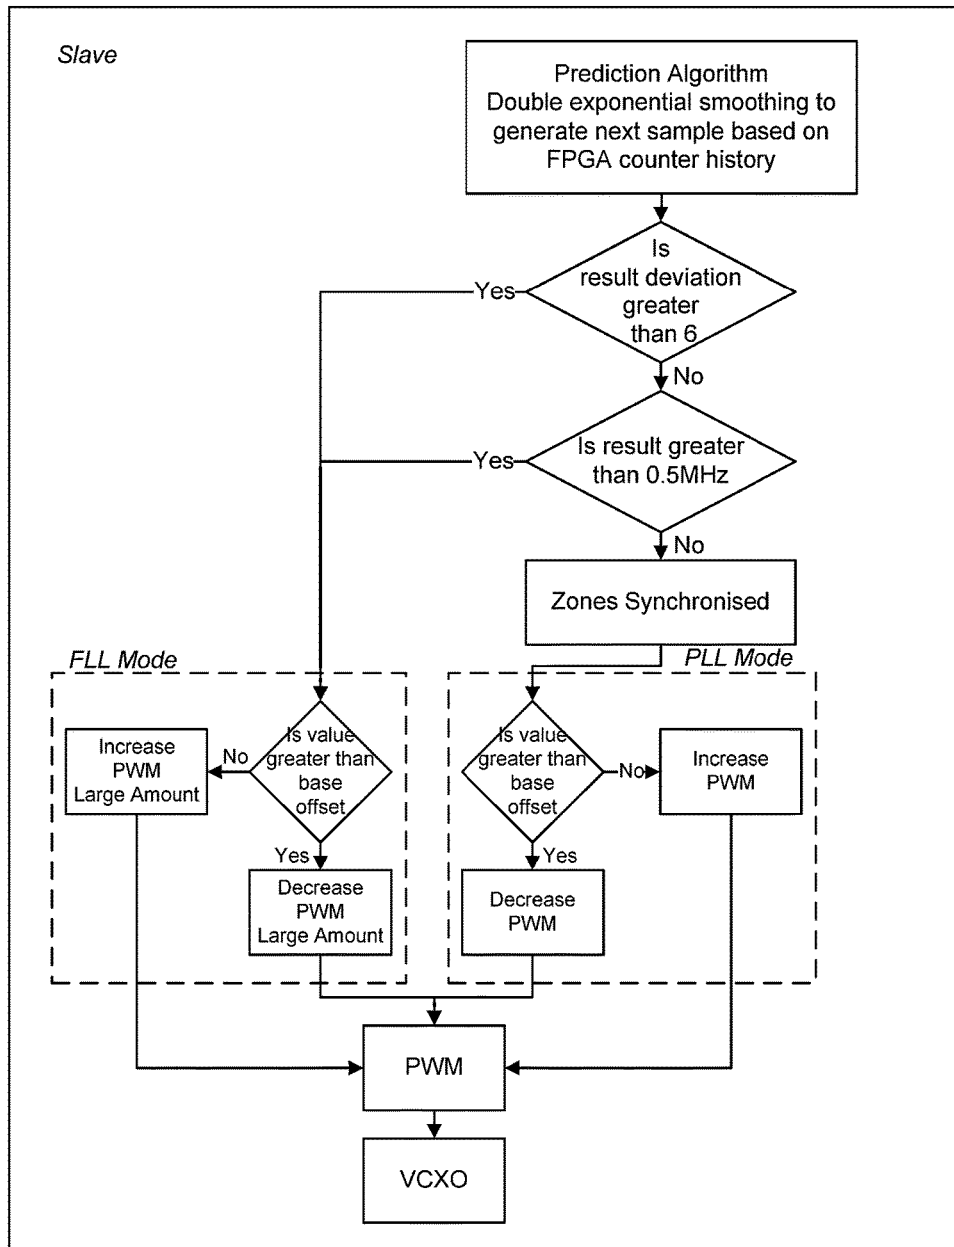 Slave
Prediction Algorithm
Double exponential smoothing to
generate next sample based on
FPGA counter history
Is
result deviation
greater
than 6
Yes
No
Is result greater
than 0.5MHz
Yes
No
Zones Synchronised
FLL Mode
PLL Mode
Increase
PWM
Large Amount
No
Is value
greater than
base
offset
Yes
Decrease
PWM
Large Amount
Is value
greater than
base
offset
No
Increase
PWM
Yes
Decrease
PWM
PWM
VCXO